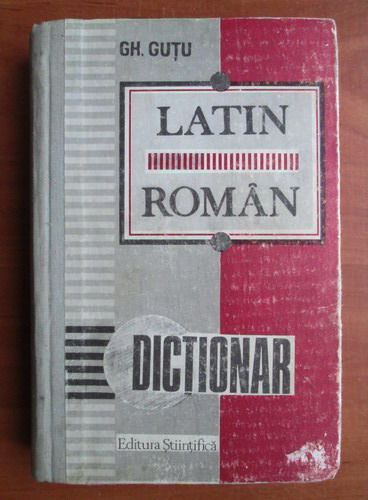 GH. GUȚU
LATIN
ROMÂN
DICȚIONAR
Editura Științifică